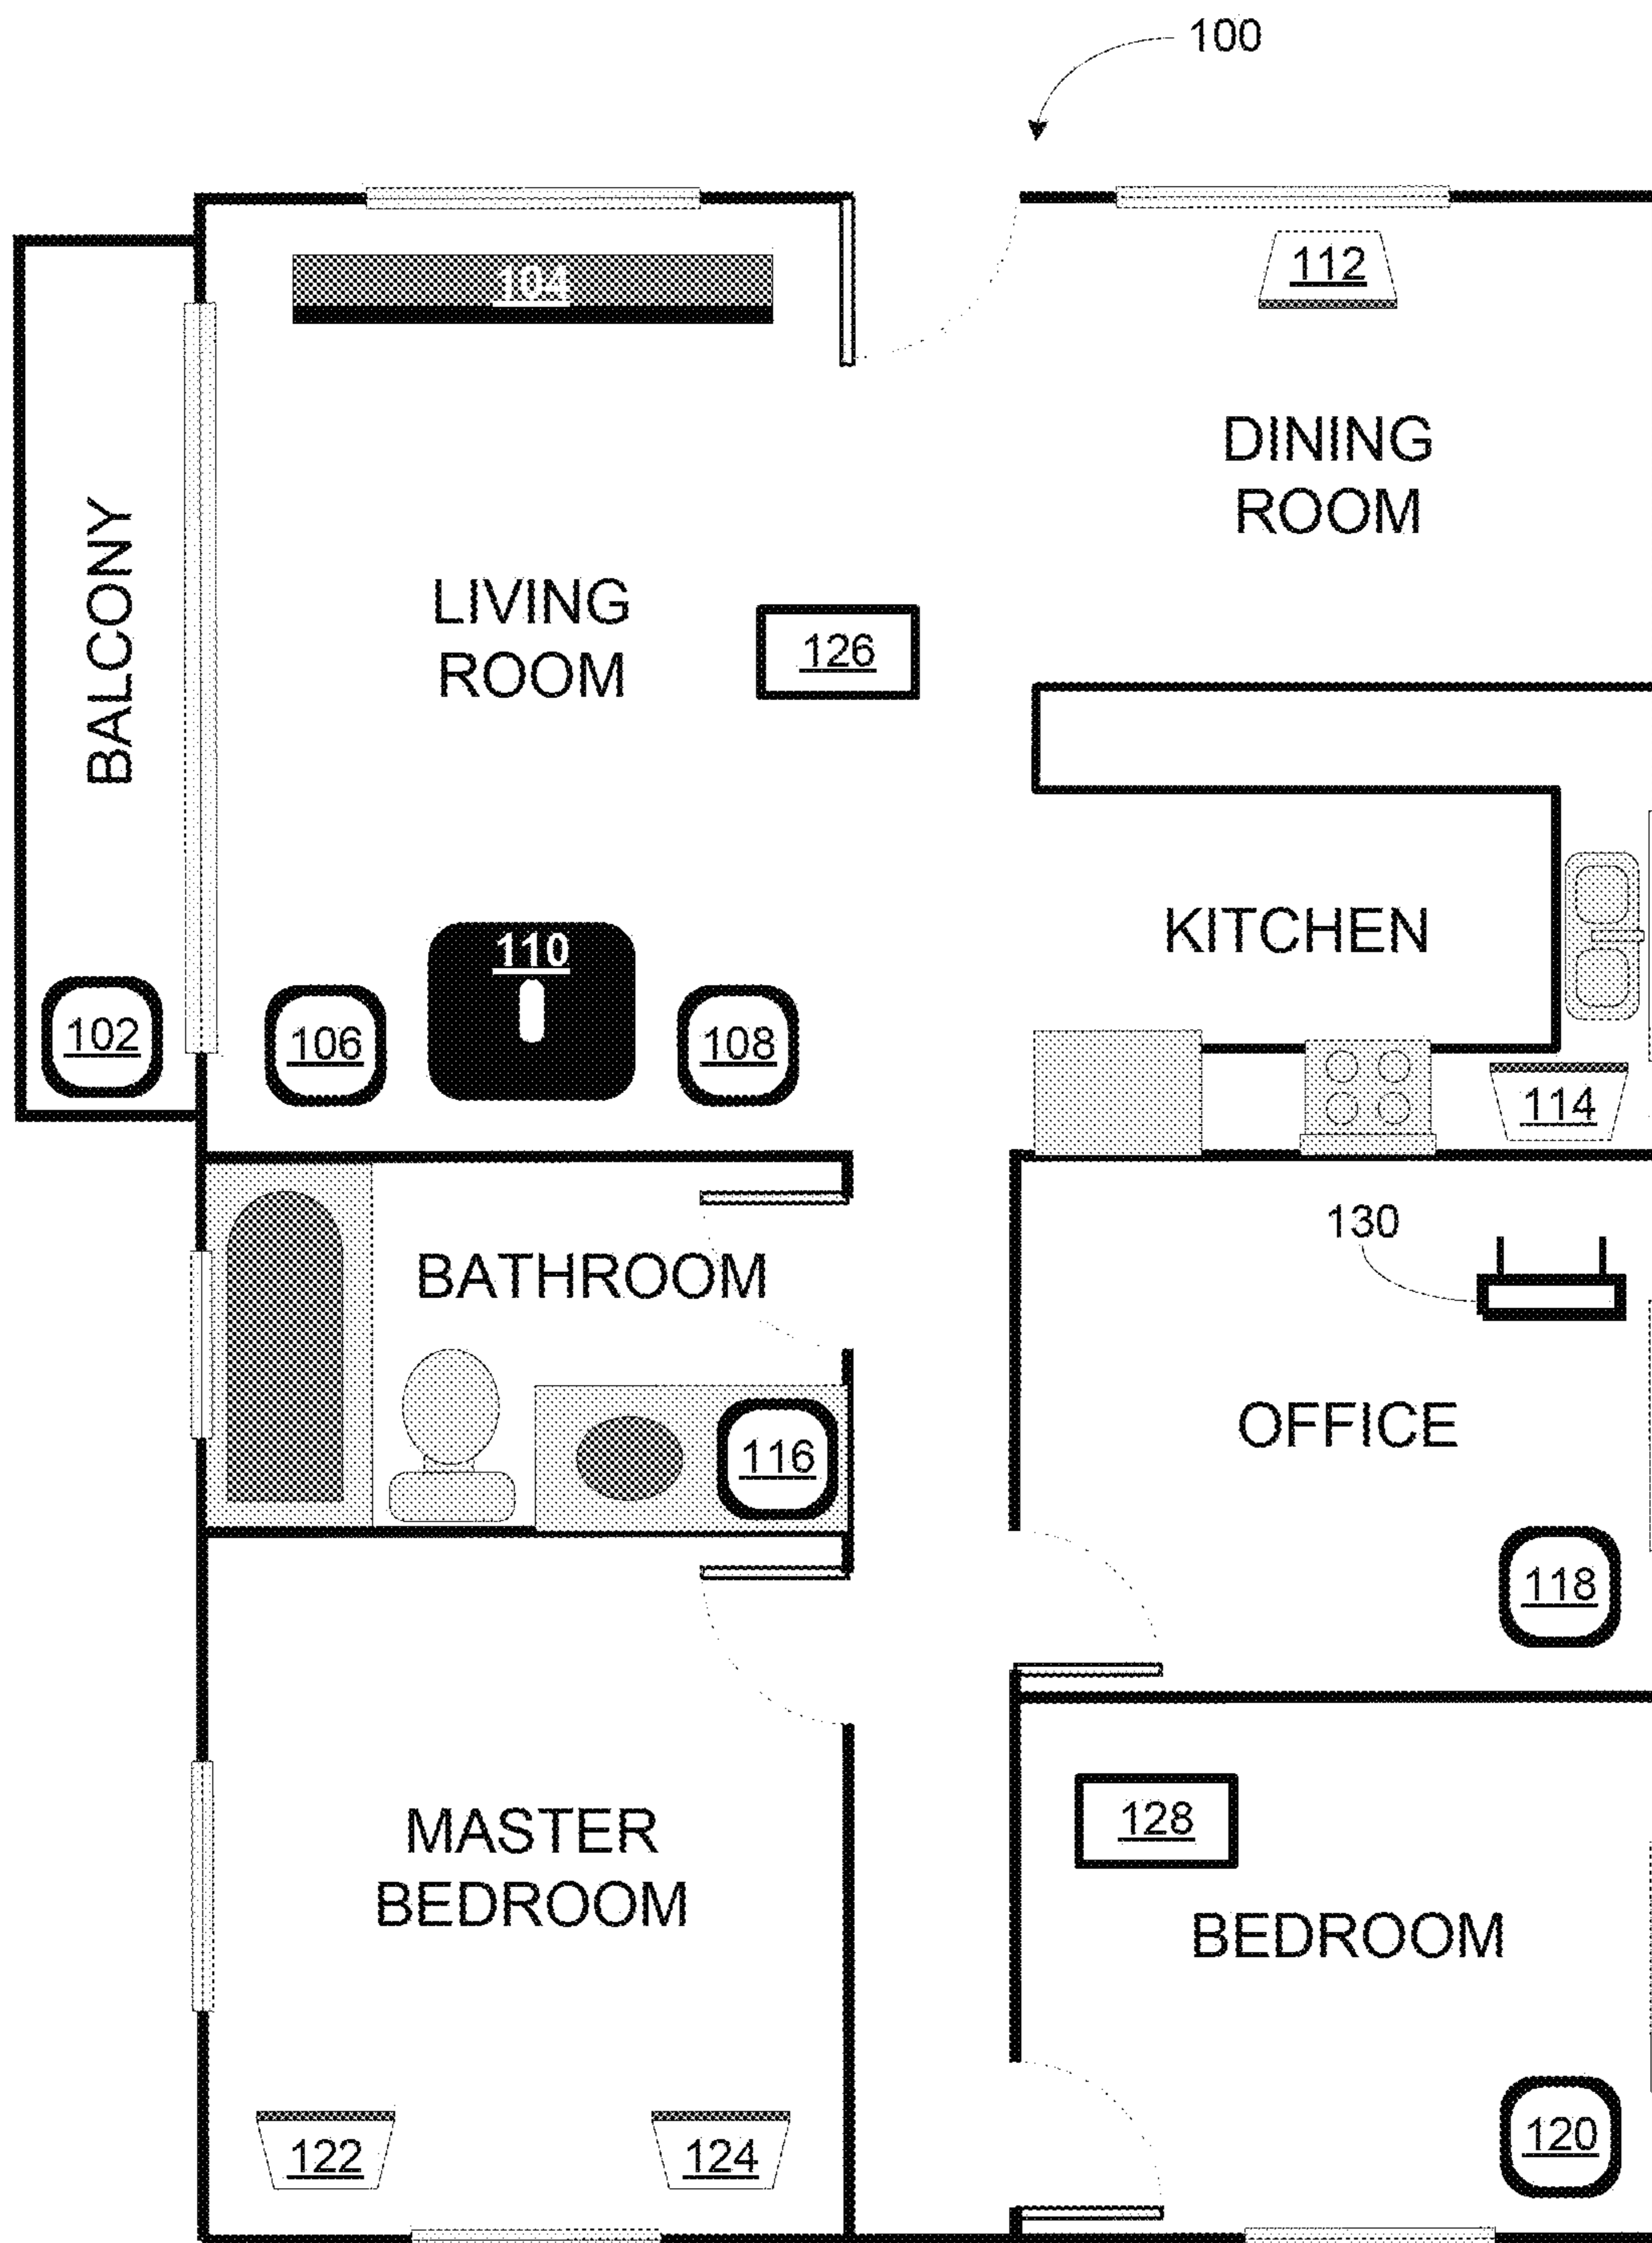 100
104
112
DINING
ROOM
BALCONY
LIVING
ROOM
126
KITCHEN
110
102
106
108
114
130
BATHROOM
OFFICE
116
118
128
MASTER
BEDROOM
BEDROOM
122
124
120